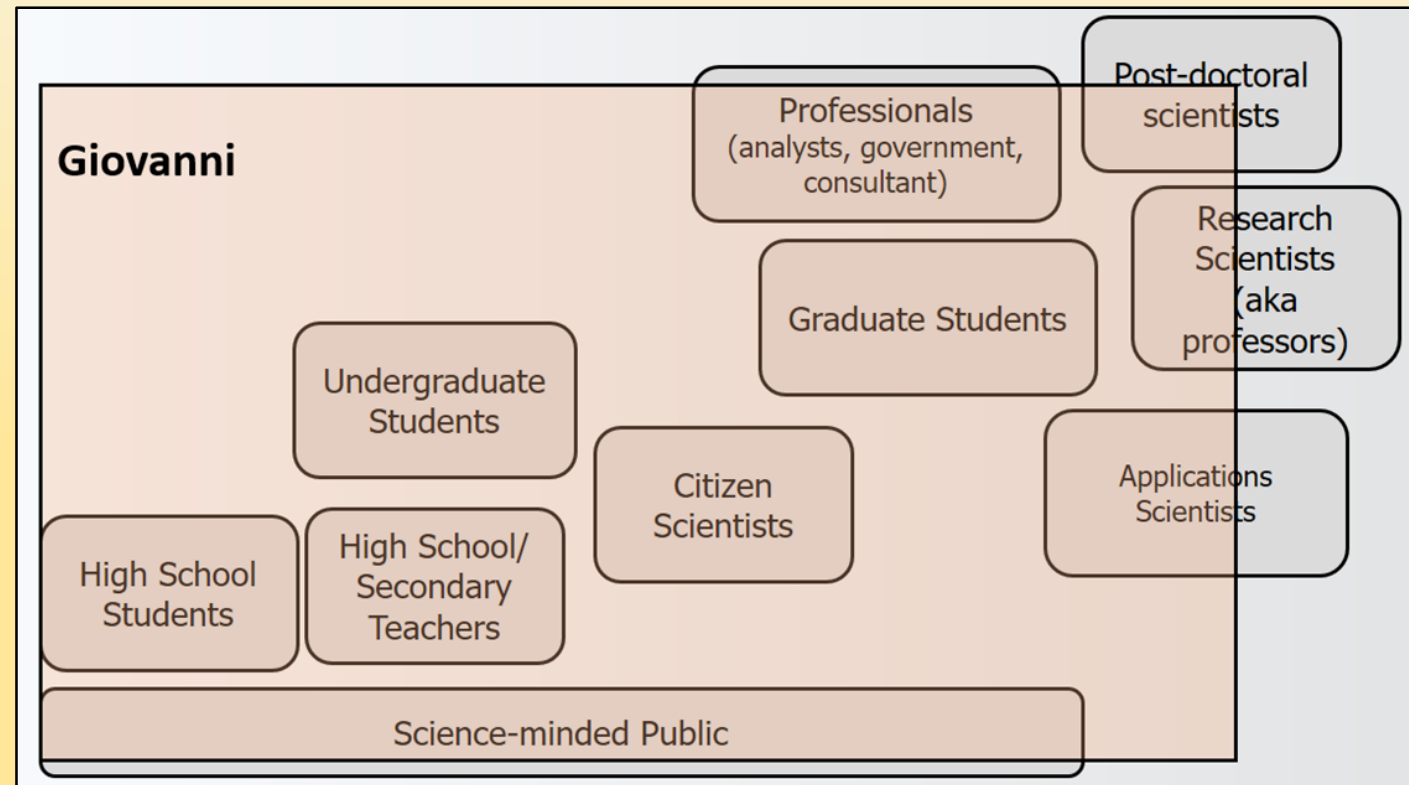 Post-doctoral
scientists
Professionals
(analysts, government,
consultant)
Giovanni
Research
Scientists
(aka
professors)
Graduate Students
Undergraduate
Students
Citizen
Scientists
Applications
Scientists
High School
Students
High School/
Secondary
Teachers
Science-minded Public